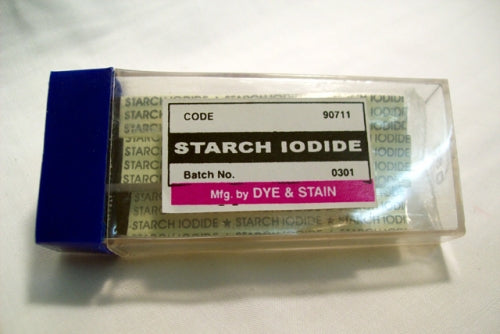 STARCH IODIDE
CODE 90711
STARCH IODIDE
Batch No. 0301
Mfg. by DYE & STAIN
STARCH IODIDE ★ STARCH IODIDE